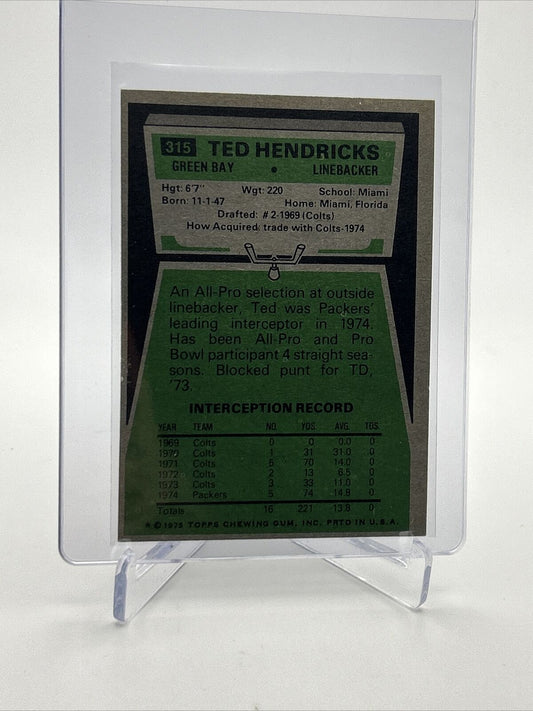 315 TED HENDRICKS
GREEN BAY • LINEBACKER
Hgt: 6'7" Wgt: 220 School: Miami
Born: 11-1-47 Home: Miami, Florida
Drafted: #2-1969 (Colts)
How Acquired: trade with Colts-1974
An All-Pro selection at outside
linebacker, Ted was Packers'
leading interceptor in 1974.
Has been All-Pro and Pro
Bowl participant 4 straight sea-
sons. Blocked punt for TD,
'73.
INTERCEPTION RECORD
YEAR TEAM NO. YDS. AVG. TDS.
1969 Colts 0 0 0.0 0
1970 Colts 1 31 31.0 0
1971 Colts 5 70 14.0 0
1972 Colts 2 13 6.5 0
1973 Colts 3 33 11.0 0
1974 Packers 5 74 14.8 0
Totals 16 221 13.8 0
© 1975 TOPPS CHEWING GUM, INC. PRTD IN U.S.A.